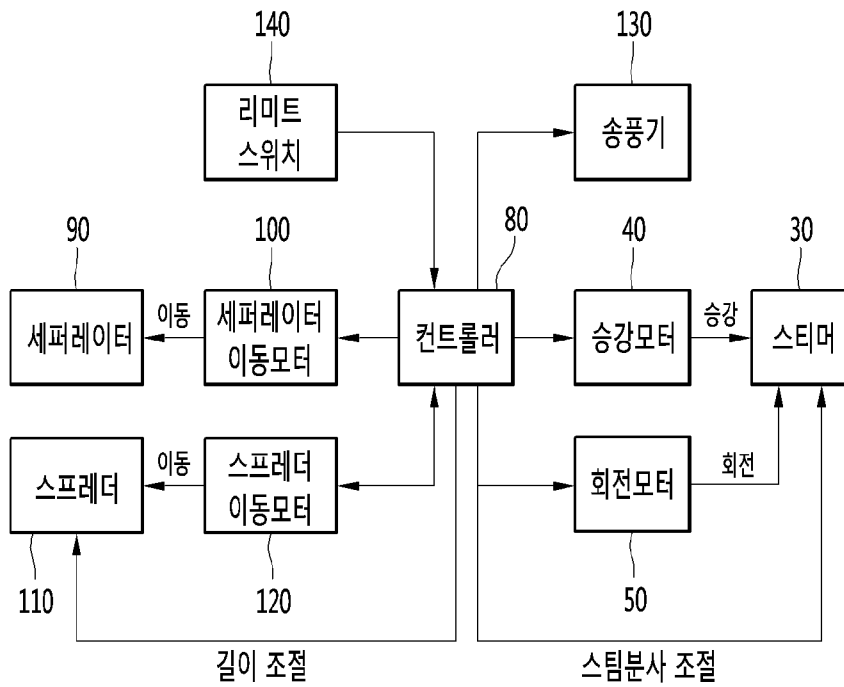 140
130
리미트
스위치
송풍기
90
100
80
40
30
세퍼레이터
이동
세퍼레이터
이동모터
컨트롤러
승강모터
승강
스티머
스프레더
이동
스프레더
이동모터
회전모터
회전
110
120
50
길이 조절
스팀분사 조절